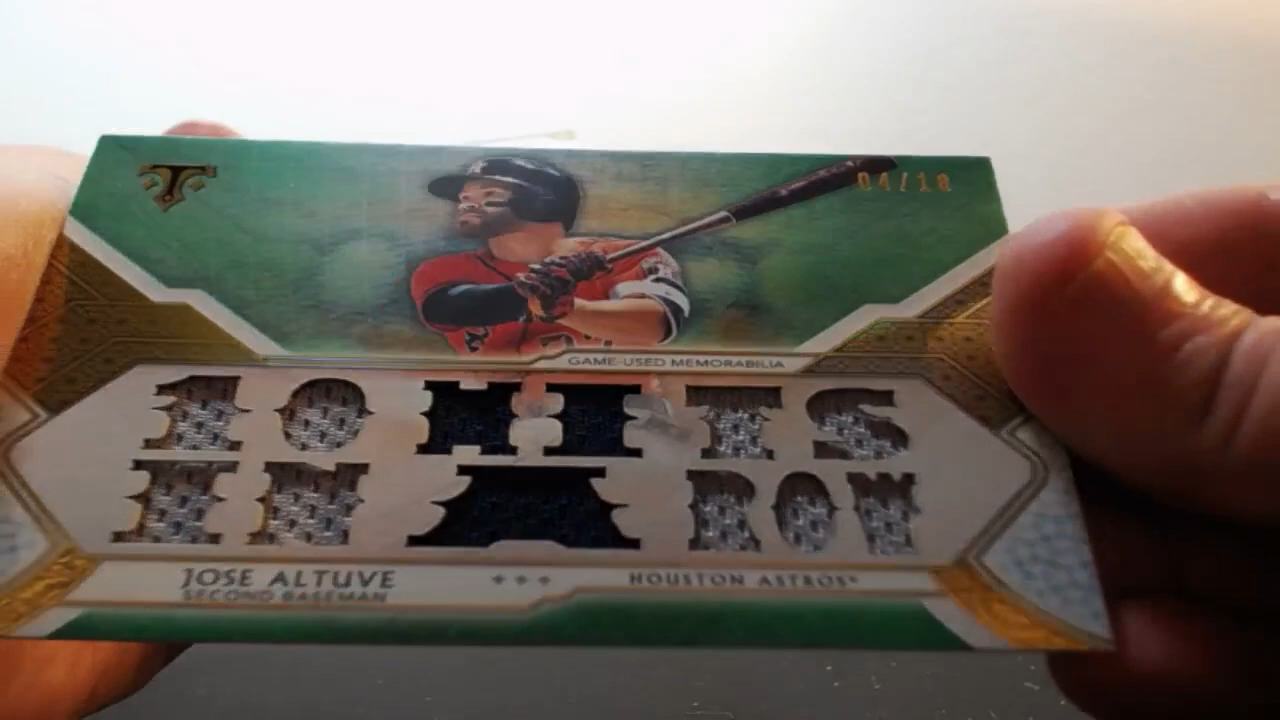 04/18
GAME-USED MEMORABILIA
10 HITS
IN A ROW
JOSE ALTUVE
SECOND BASEMAN
HOUSTON ASTROS®